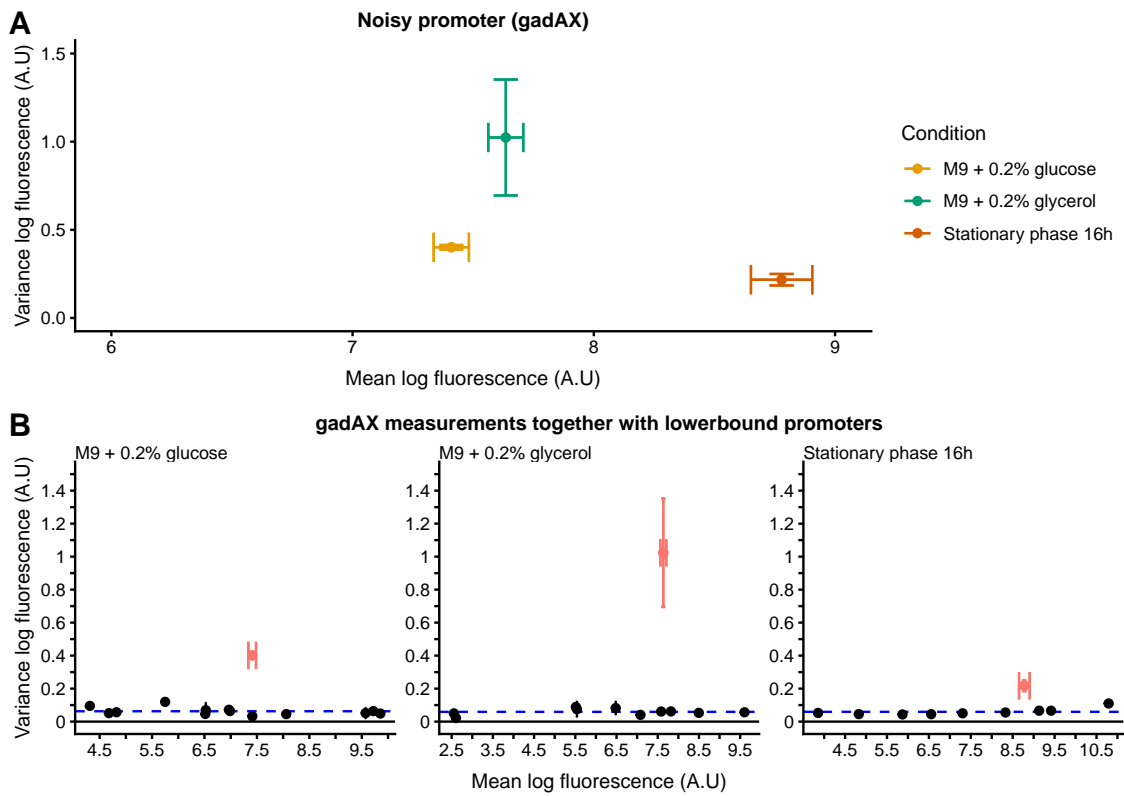 A
Noisy promoter (gadAX)
Variance log fluorescence (A.U)
1.5
1.0
0.5
0.0
6 7 8 9
Mean log fluorescence (A.U)
Condition
M9 + 0.2% glucose
M9 + 0.2% glycerol
Stationary phase 16h
B
gadAX measurements together with lowerbound promoters
M9 + 0.2% glucose
M9 + 0.2% glycerol
Stationary phase 16h
Variance log fluorescence (A.U)
1.4
1.2
1
0.8
0.6
0.4
0.2
0
4.5 5.5 6.5 7.5 8.5 9.5
1.4
1.2
1
0.8
0.6
0.4
0.2
0
2.5 3.5 4.5 5.5 6.5 7.5 8.5 9.5
1.4
1.2
1
0.8
0.6
0.4
0.2
0
4.5 5.5 6.5 7.5 8.5 9.5 10.5
Mean log fluorescence (A.U)